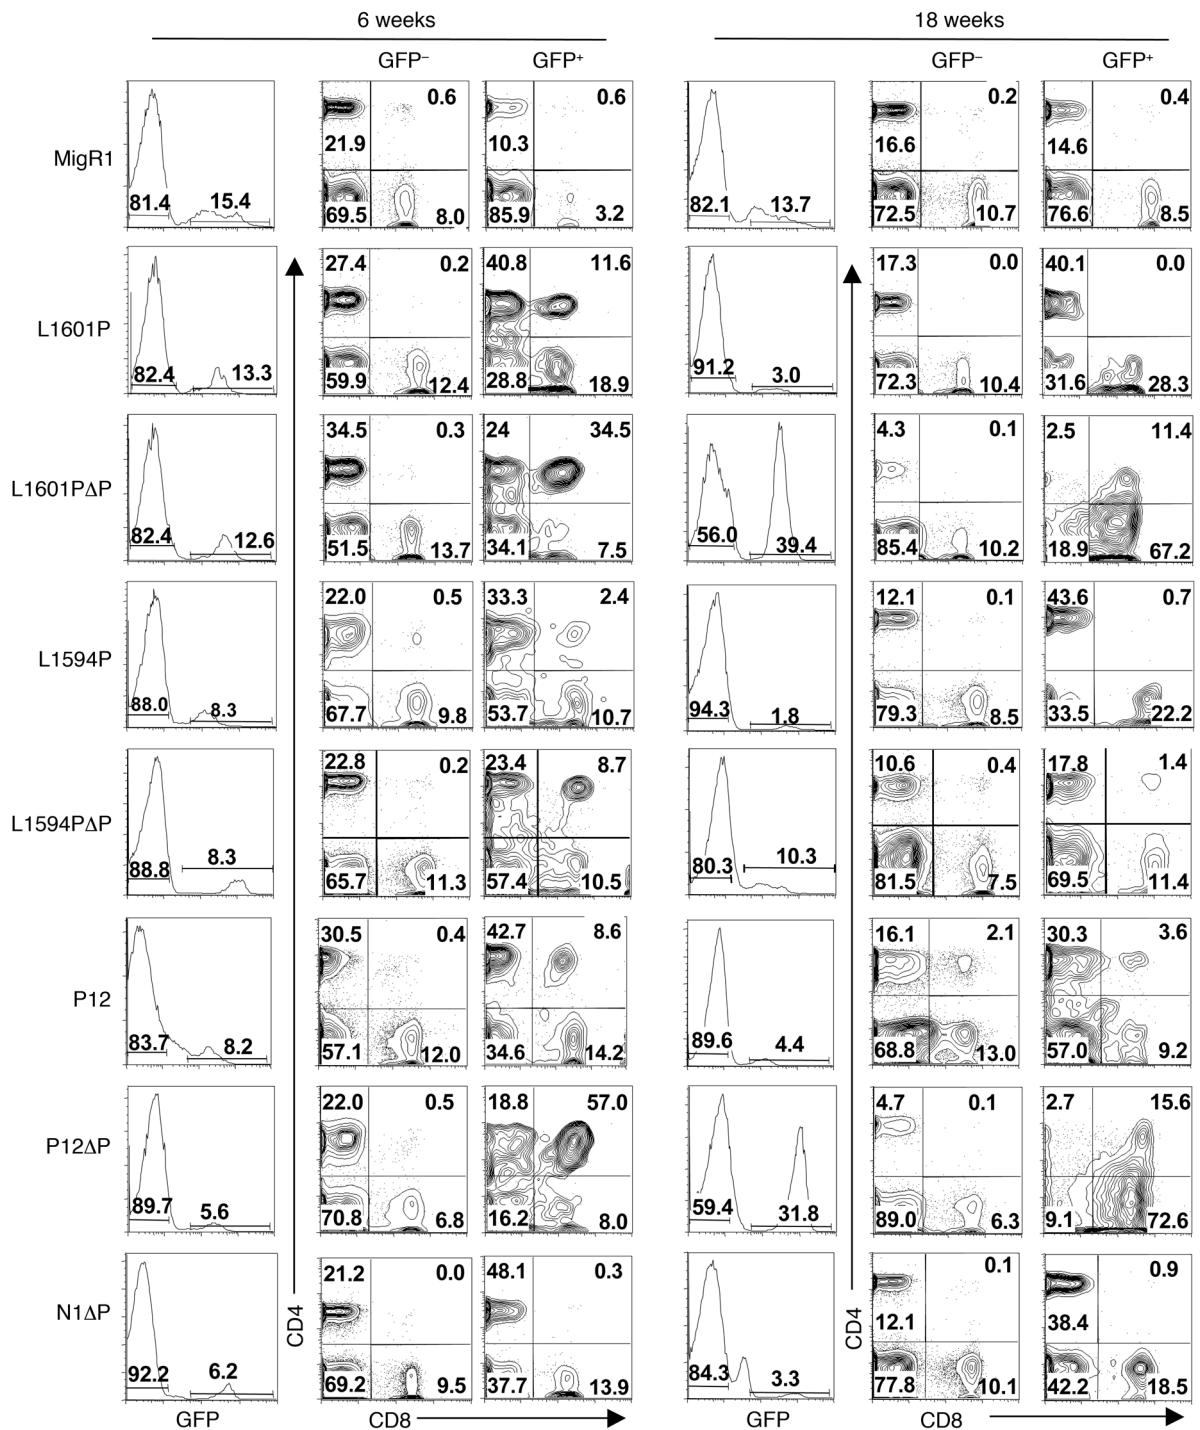 6 weeks 18 weeks
GFP⁻ GFP⁺ GFP⁻ GFP⁺
MigR1
81.4 15.4
0.6 21.9 69.5 8.0
0.6 10.3 85.9 3.2
82.1 13.7
0.2 16.6 72.5 10.7
0.4 14.6 76.6 8.5
L1601P
82.4 13.3
27.4 0.2 59.9 12.4
40.8 11.6 28.8 18.9
91.2 3.0
17.3 0.0 72.3 10.4
40.1 0.0 31.6 28.3
L1601PΔP
82.4 12.6
34.5 0.3 51.5 13.7
24 34.5 34.1 7.5
56.0 39.4
4.3 0.1 85.4 10.2
2.5 11.4 18.9 67.2
L1594P
88.0 8.3
22.0 0.5 67.7 9.8
33.3 2.4 53.7 10.7
94.3 1.8
12.1 0.1 79.3 8.5
43.6 0.7 33.5 22.2
L1594PΔP
88.8 8.3
22.8 0.2 65.7 11.3
23.4 8.7 57.4 10.5
80.3 10.3
10.6 0.4 81.5 7.5
17.8 1.4 69.5 11.4
P12
83.7 8.2
30.5 0.4 57.1 12.0
42.7 8.6 34.6 14.2
89.6 4.4
16.1 2.1 68.8 13.0
30.3 3.6 57.0 9.2
P12ΔP
89.7 5.6
22.0 0.5 70.8 6.8
18.8 57.0 16.2 8.0
59.4 31.8
4.7 0.1 89.0 6.3
2.7 15.6 9.1 72.6
N1ΔP
92.2 6.2
21.2 0.0 69.2 9.5
48.1 0.3 37.7 13.9
84.3 3.3
0.1 12.1 77.8 10.1
0.9 38.4 42.2 18.5
CD4 CD4
GFP CD8 GFP CD8